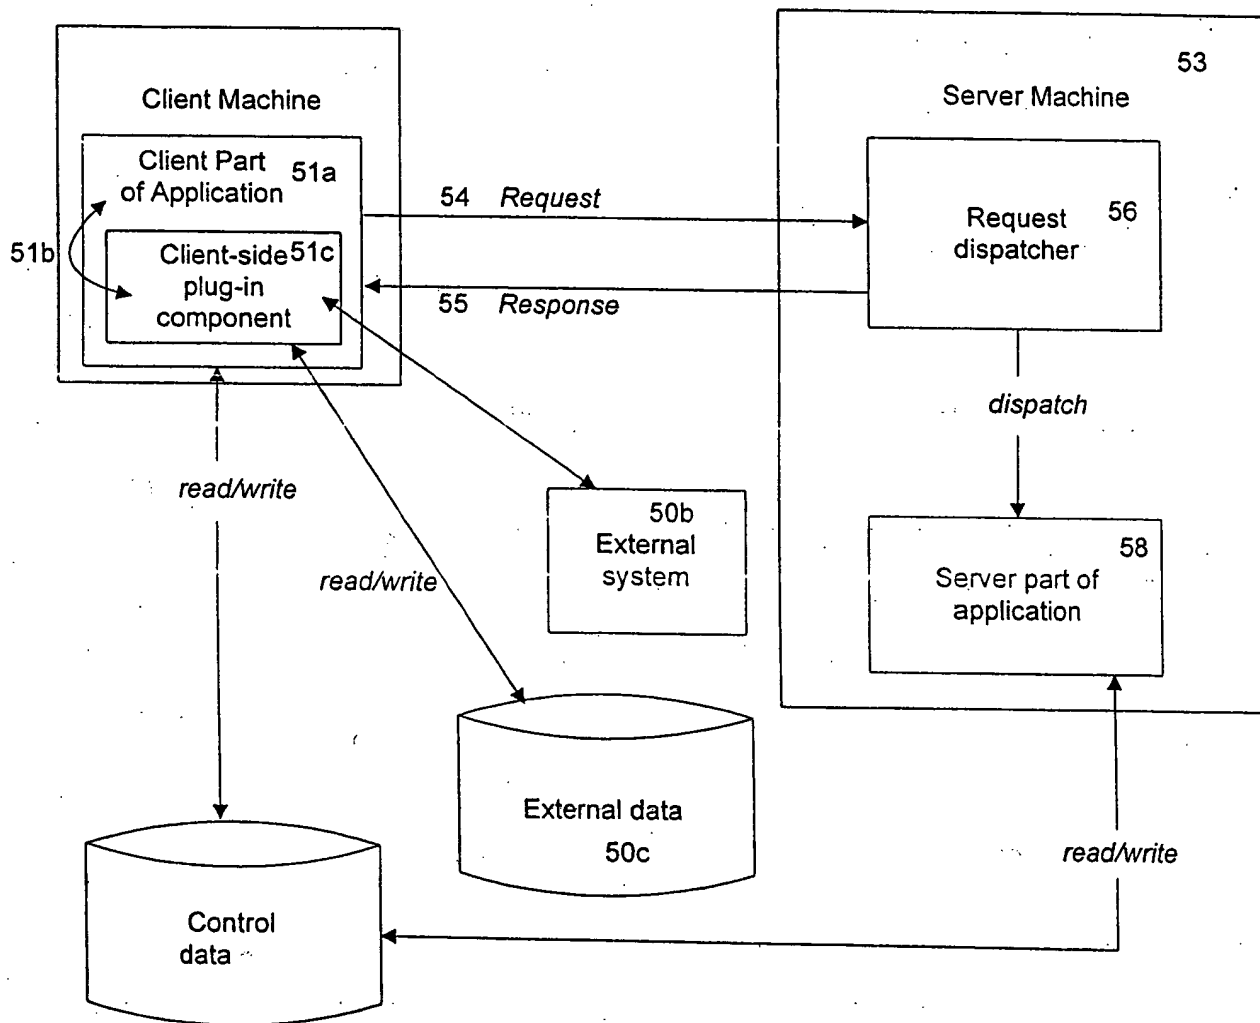 53
Client Machine
Server Machine
Client Part
of Application
51a
54 Request
Request
dispatcher
56
51b
Client-side
plug-in
component
51c
55 Response
dispatch
read/write
50b
External
system
58
Server part of
application
read/write
External data
50c
read/write
Control
data